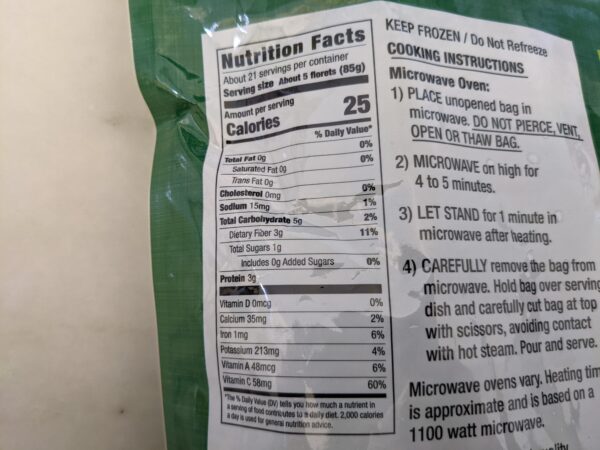 Nutrition Facts
About 21 servings per container
Serving size About 5 florets (85g)
Amount per serving
Calories 25
% Daily Value*
Total Fat 0g 0%
Saturated Fat 0g 0%
Trans Fat 0g
Cholesterol 0mg 0%
Sodium 15mg 1%
Total Carbohydrate 5g 2%
Dietary Fiber 3g 11%
Total Sugars 1g
Includes 0g Added Sugars 0%
Protein 3g
Vitamin D 0mcg 0%
Calcium 35mg 2%
Iron 1mg 6%
Potassium 213mg 4%
Vitamin A 48mcg 6%
Vitamin C 58mg 60%
*The % Daily Value (DV) tells you how much a nutrient in
a serving of food contributes to a daily diet. 2,000 calories
a day is used for general nutrition advice.
KEEP FROZEN / Do Not Refreeze
COOKING INSTRUCTIONS
Microwave Oven:
1) PLACE unopened bag in
microwave. DO NOT PIERCE, VENT,
OPEN OR THAW BAG.
2) MICROWAVE on high for
4 to 5 minutes.
3) LET STAND for 1 minute in
microwave after heating.
4) CAREFULLY remove the bag from
microwave. Hold bag over serving
dish and carefully cut bag at top
with scissors, avoiding contact
with hot steam. Pour and serve.
Microwave ovens vary. Heating tim
is approximate and is based on a
1100 watt microwave.